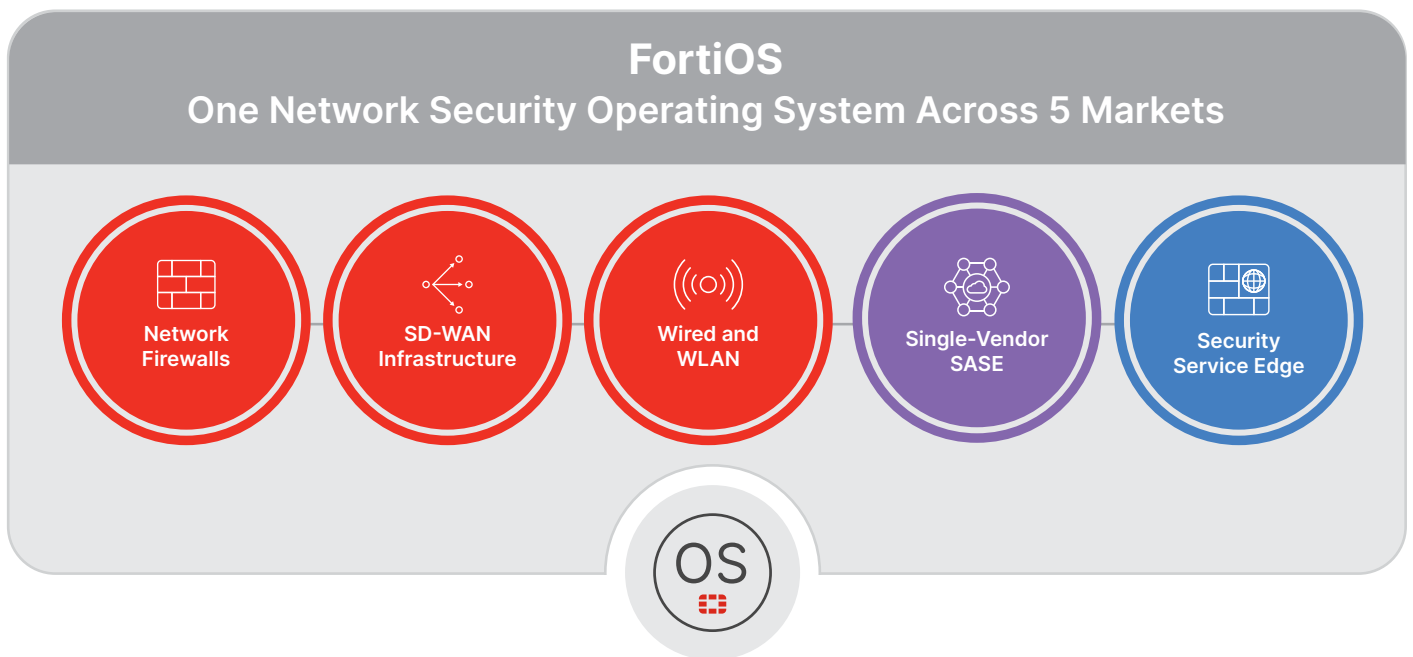 FortiOS
One Network Security Operating System Across 5 Markets
Network
Firewalls
SD-WAN
Infrastructure
Wired and
WLAN
Single-Vendor
SASE
Security
Service Edge
OS